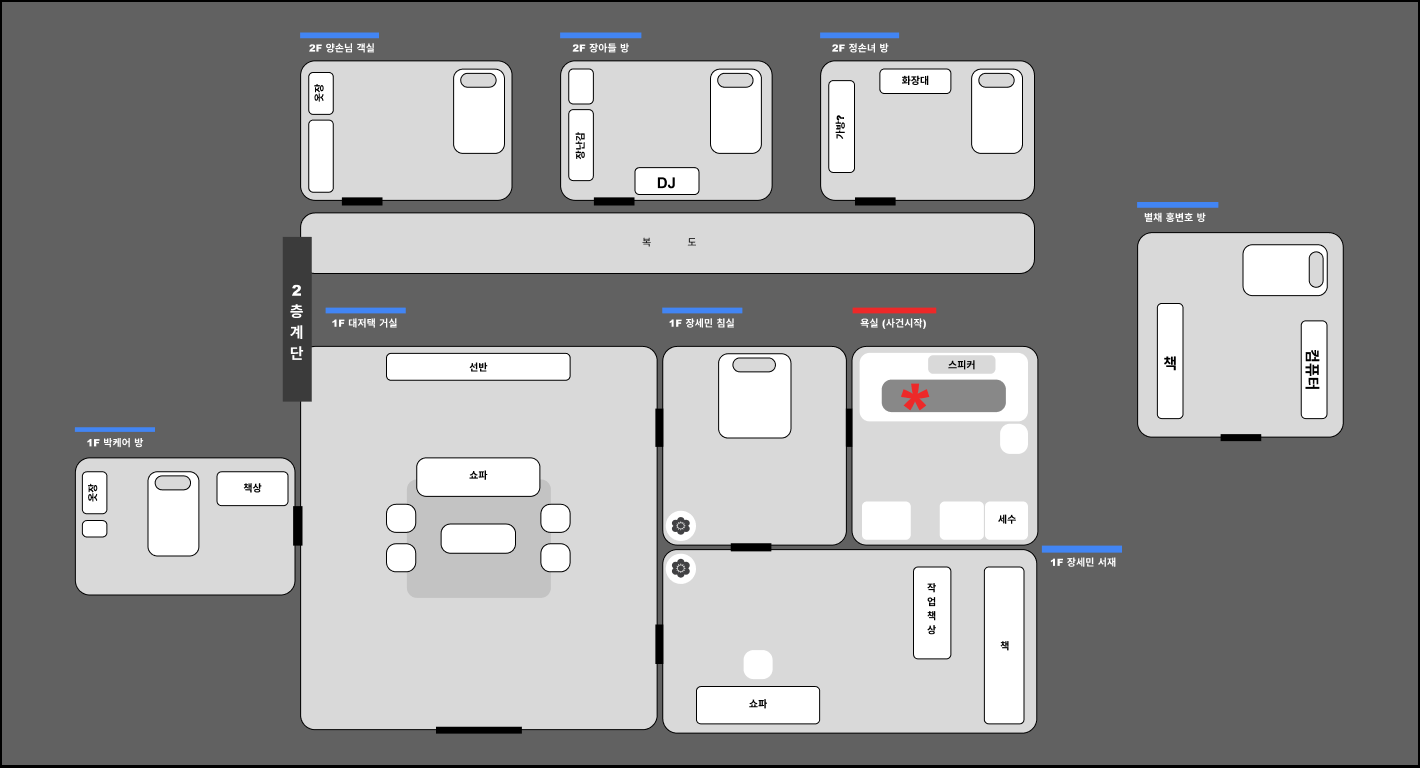 2F 양손님 객실
2F 장아들 방
2F 정손녀 방
옷장
장난감
DJ
화장대
가방?
복 도
2
층
계
단
별채 홍변호 방
책
컴퓨터
1F 대저택 거실
선반
쇼파
1F 장세민 침실
욕실 (사건시작)
스피커
*
세수
1F 박케어 방
옷장
책상
1F 장세민 서재
작
업
책
상
책
쇼파